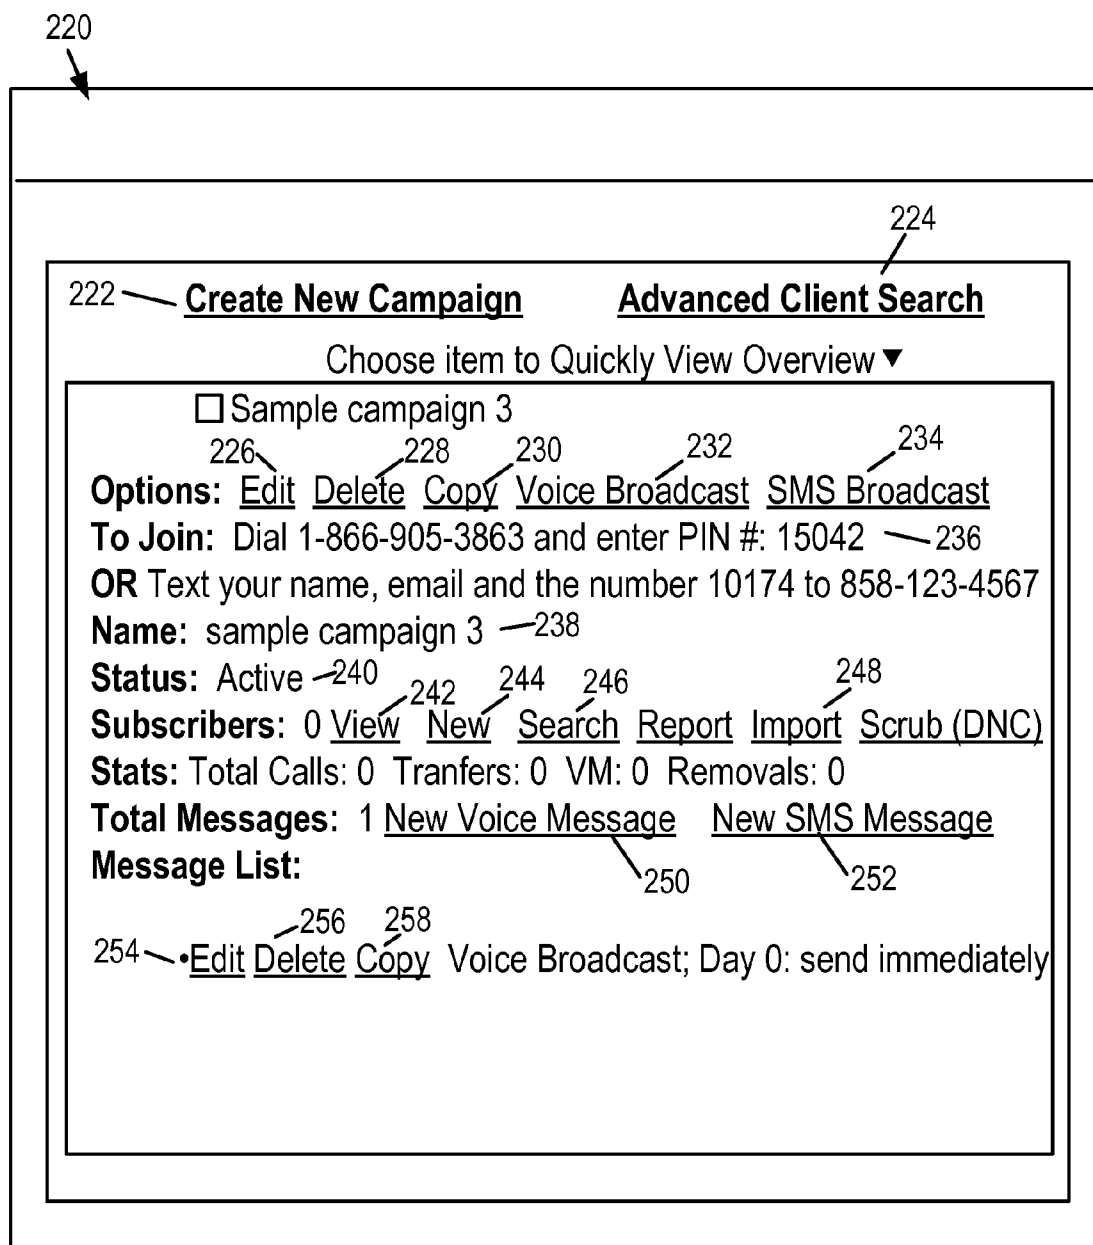 220
224
222 Create New Campaign Advanced Client Search
Choose item to Quickly View Overview ▼
☐ Sample campaign 3
226 228 230 232 234
Options: Edit Delete Copy Voice Broadcast SMS Broadcast
To Join: Dial 1-866-905-3863 and enter PIN #: 15042 236
OR Text your name, email and the number 10174 to 858-123-4567
Name: sample campaign 3 238
Status: Active 240
242 244 246 248
Subscribers: 0 View New Search Report Import Scrub (DNC)
Stats: Total Calls: 0 Tranfers: 0 VM: 0 Removals: 0
Total Messages: 1 New Voice Message New SMS Message
Message List:
250 252
256 258
254 •Edit Delete Copy Voice Broadcast; Day 0: send immediately